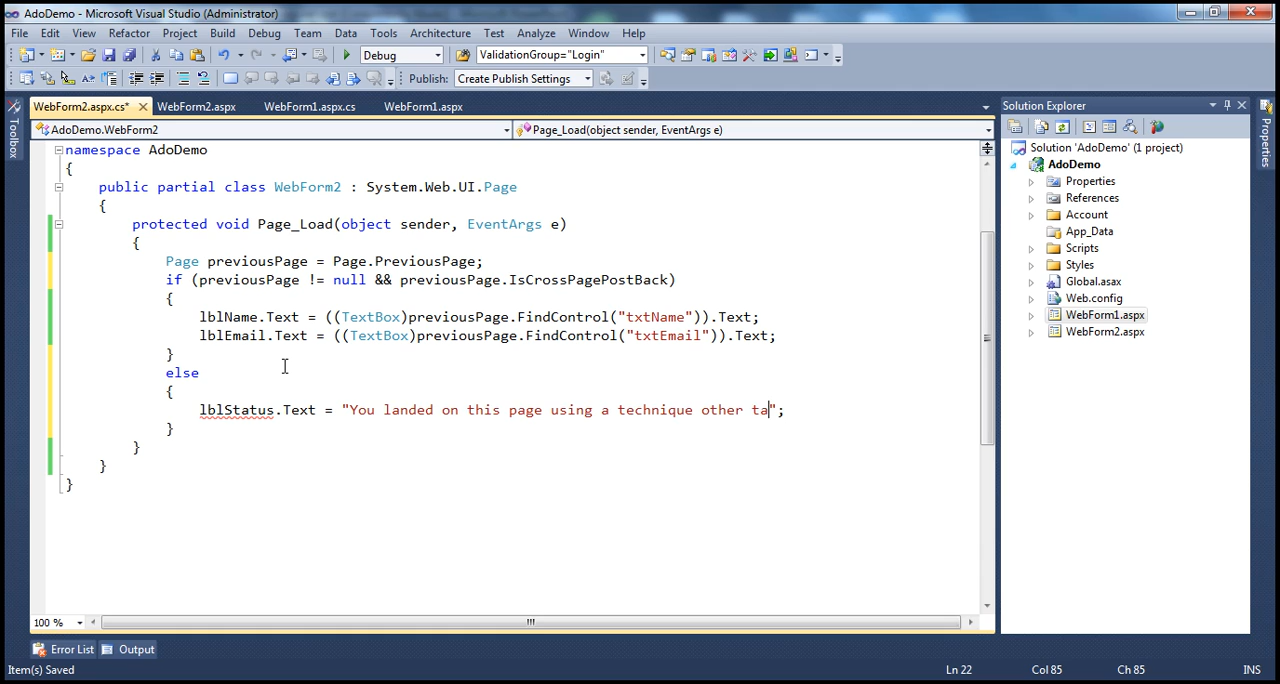 AdoDemo - Microsoft Visual Studio (Administrator)
File Edit View Refactor Project Build Debug Team Data Tools Architecture Test Analyze Window Help
Debug ValidationGroup="Login"
Publish: Create Publish Settings
WebForm2.aspx.cs* WebForm2.aspx WebForm1.aspx.cs WebForm1.aspx
AdoDemo.WebForm2 Page_Load(object sender, EventArgs e)
namespace AdoDemo
{
public partial class WebForm2 : System.Web.UI.Page
{
protected void Page_Load(object sender, EventArgs e)
{
Page previousPage = Page.PreviousPage;
if (previousPage != null && previousPage.IsCrossPagePostBack)
{
lblName.Text = ((TextBox)previousPage.FindControl("txtName")).Text;
lblEmail.Text = ((TextBox)previousPage.FindControl("txtEmail")).Text;
}
else
{
lblStatus.Text = "You landed on this page using a technique other ta";
}
}
}
}
100 %
Error List Output
Item(s) Saved Ln 22 Col 85 Ch 85 INS
Toolbox
Solution Explorer
Solution 'AdoDemo' (1 project)
AdoDemo
Properties
References
Account
App_Data
Scripts
Styles
Global.asax
Web.config
WebForm1.aspx
WebForm2.aspx
Properties